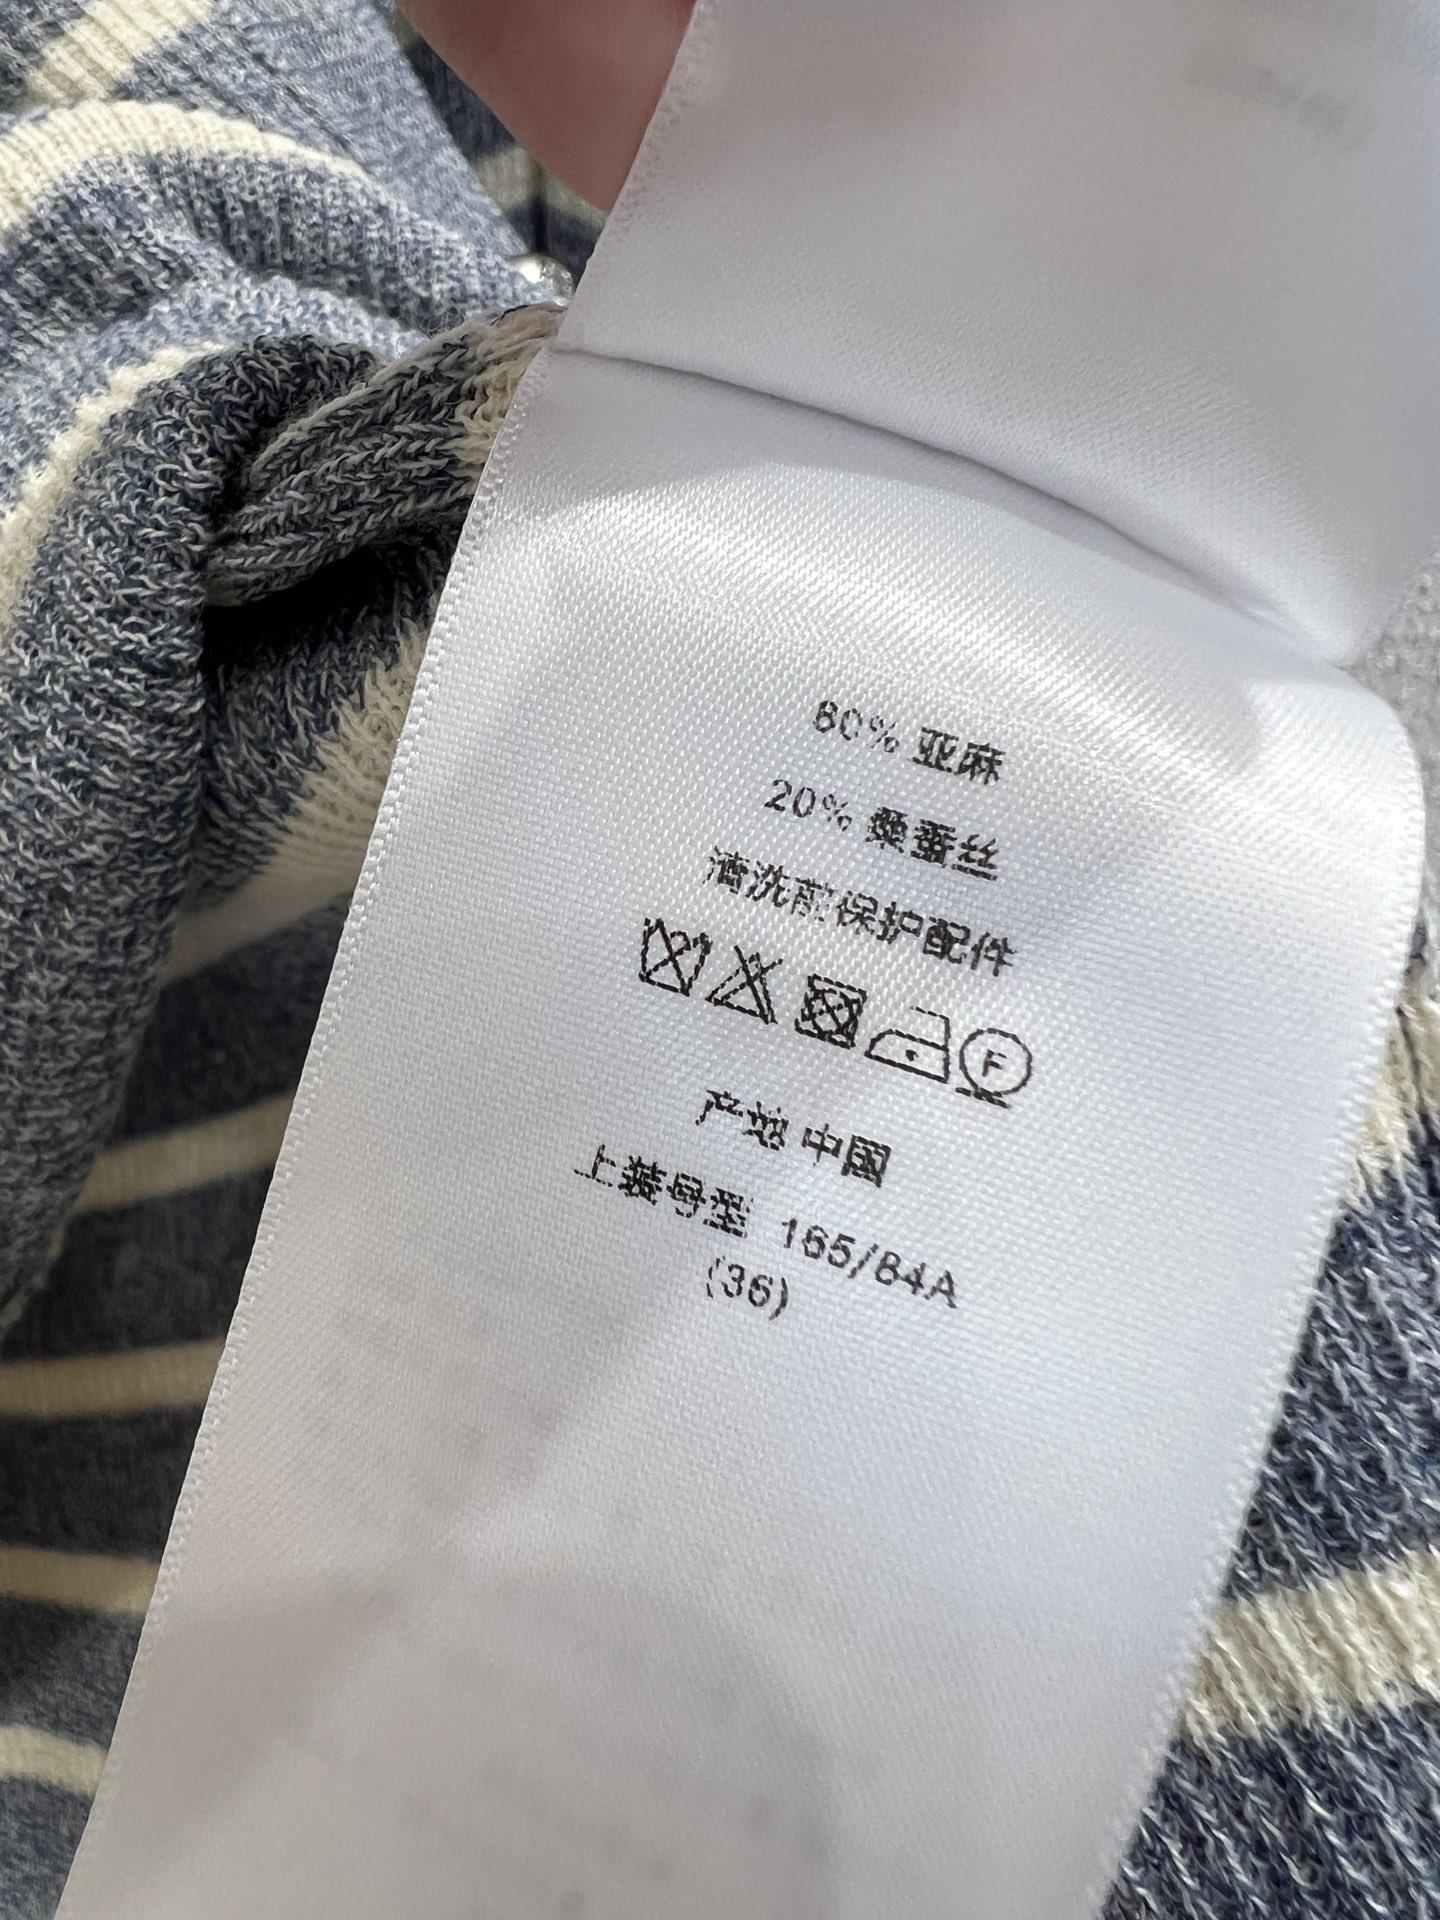 80% 亚麻
20% 桑蚕丝
清洗前保护配件
F
产地 中国
上装号型 165/84A
(36)